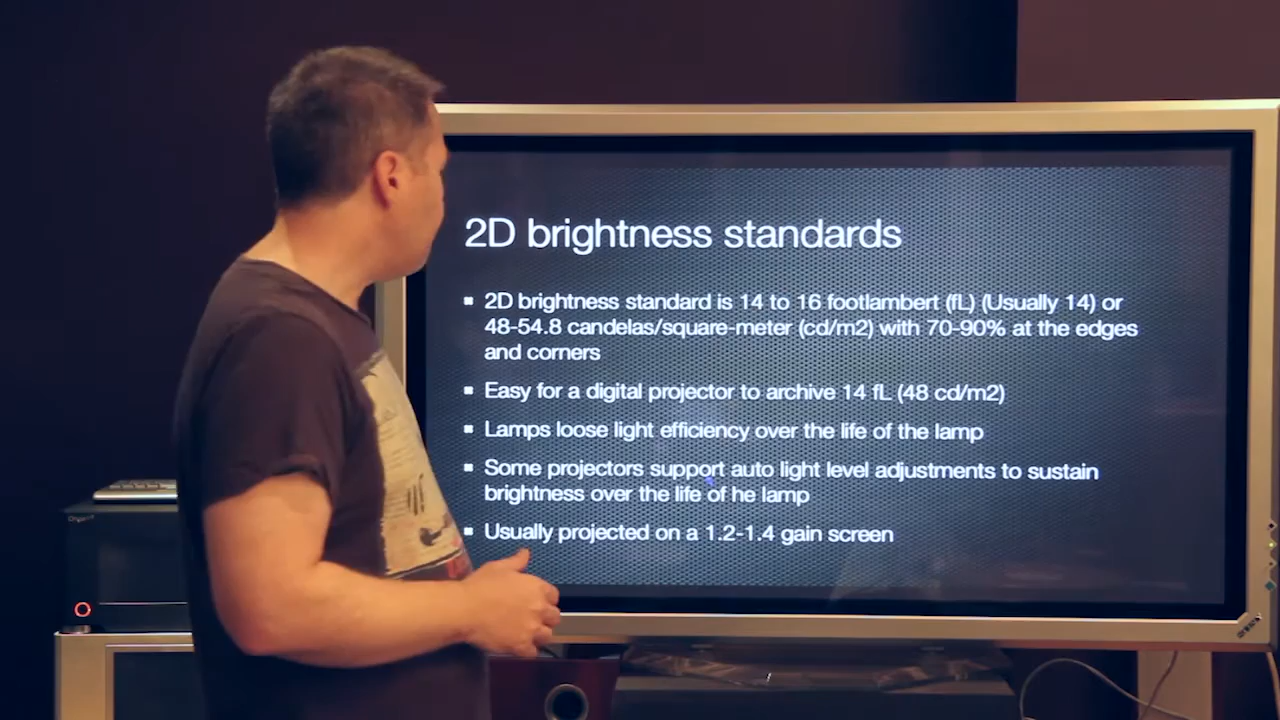 2D brightness standards
▪ 2D brightness standard is 14 to 16 footlambert (fL) (Usually 14) or
48-54.8 candelas/square-meter (cd/m2) with 70-90% at the edges
and corners
▪ Easy for a digital projector to archive 14 fL (48 cd/m2)
▪ Lamps loose light efficiency over the life of the lamp
▪ Some projectors support auto light level adjustments to sustain
brightness over the life of he lamp
▪ Usually projected on a 1.2-1.4 gain screen